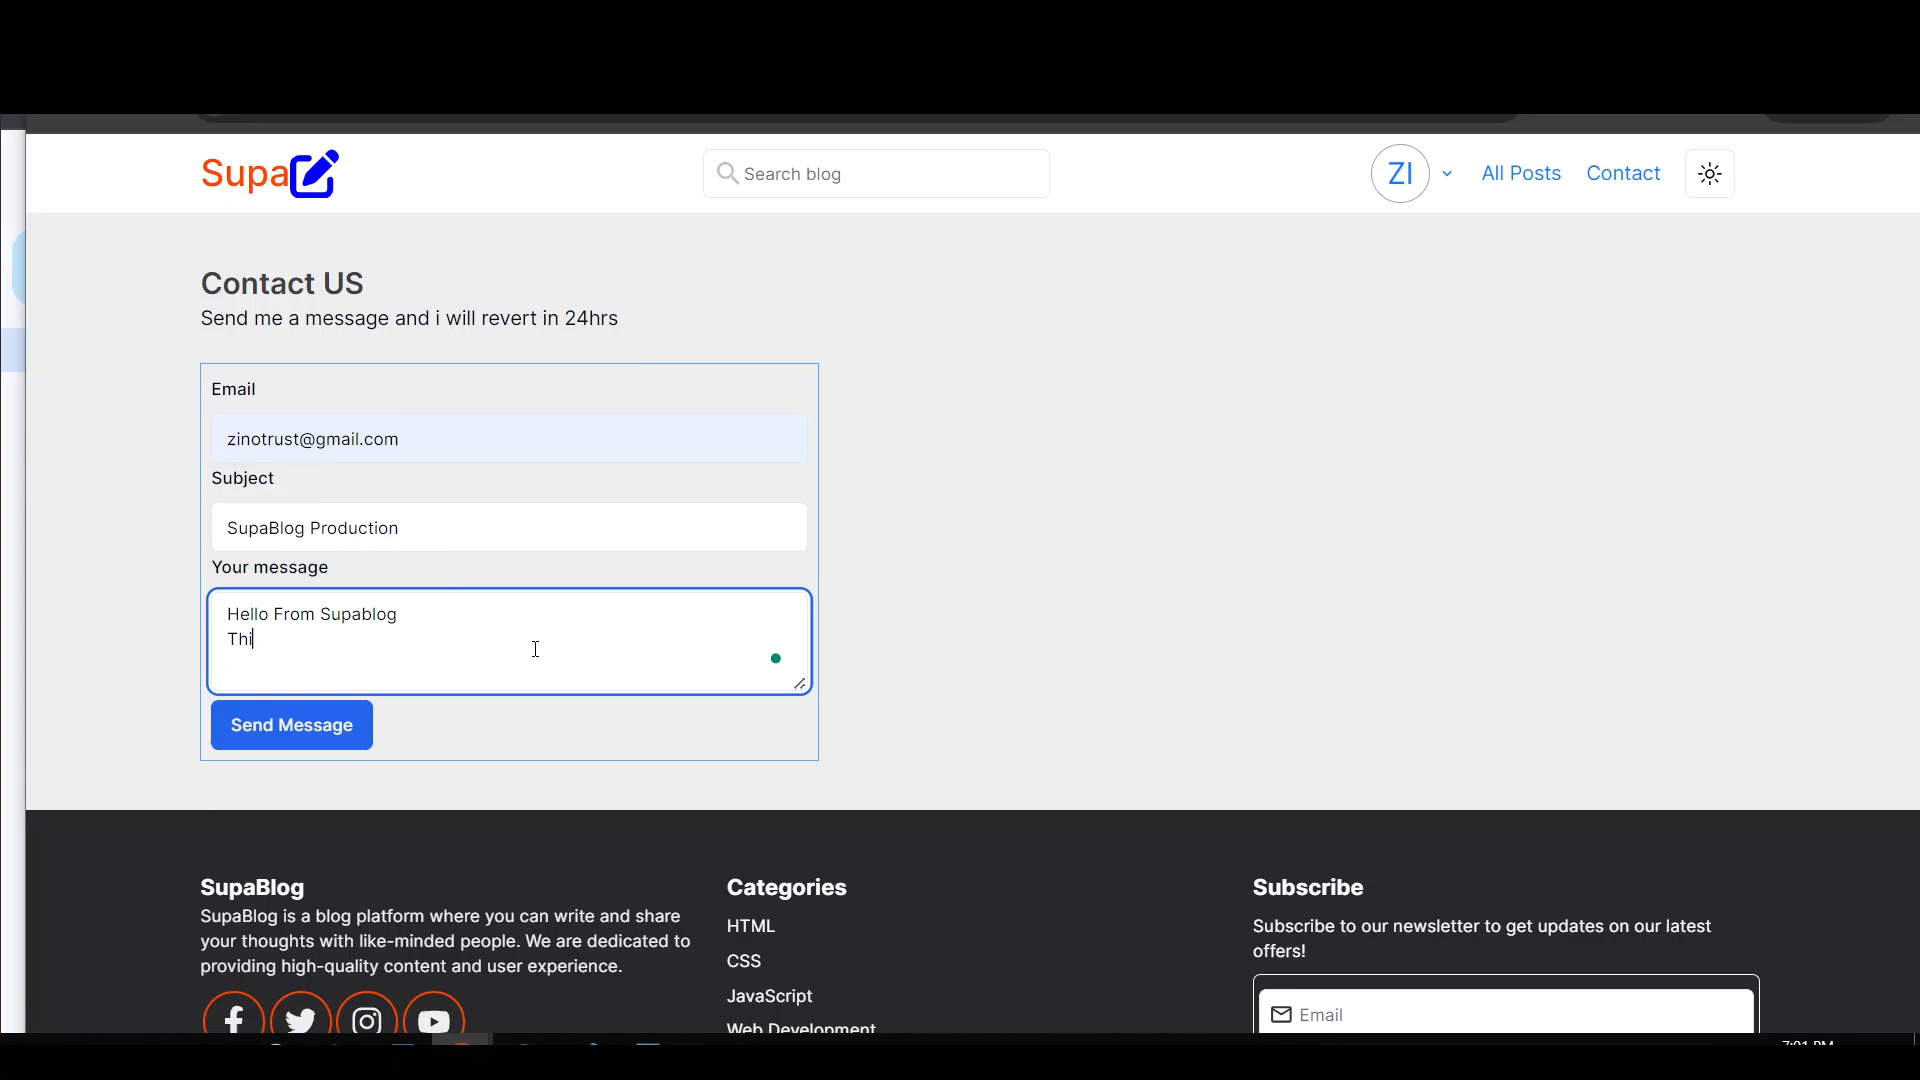 Supa
Search blog
ZI
All Posts
Contact
Contact US
Send me a message and i will revert in 24hrs
Email
zinotrust@gmail.com
Subject
SupaBlog Production
Your message
Hello From Supablog
Thi
Send Message
SupaBlog
SupaBlog is a blog platform where you can write and share
your thoughts with like-minded people. We are dedicated to
providing high-quality content and user experience.
Categories
HTML
CSS
JavaScript
Web Development
Subscribe
Subscribe to our newsletter to get updates on our latest
offers!
Email
7:01 PM